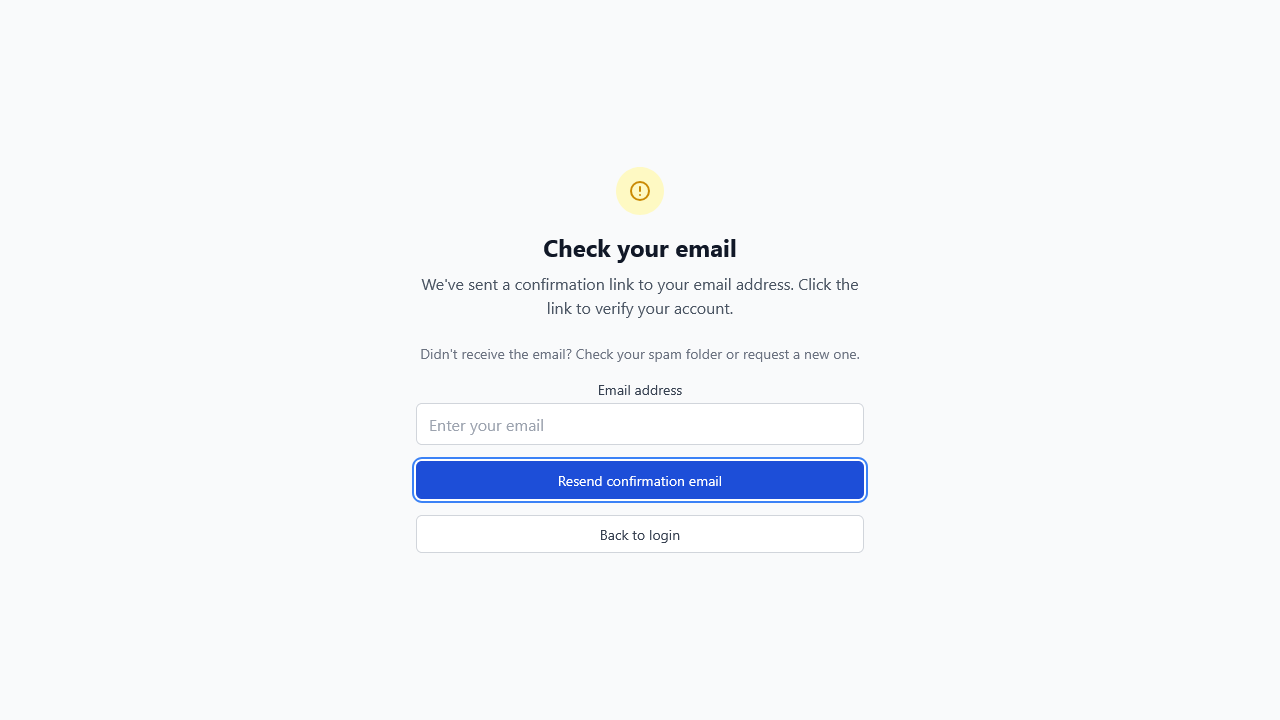 Check your email
We've sent a confirmation link to your email address. Click the
link to verify your account.
Didn't receive the email? Check your spam folder or request a new one.
Email address
Enter your email
Resend confirmation email
Back to login